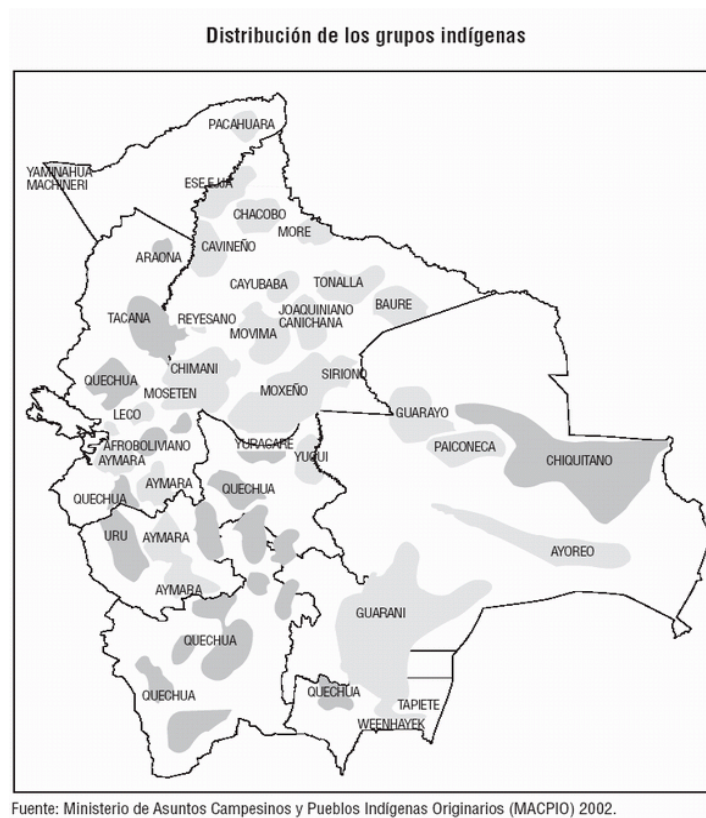 Distribución de los grupos indígenas
PACAHUARA
YAMINAHUA
MACHINERI
ESE EJJA
CHACOBO
MORE
CAVINEÑO
ARAONA
CAYUBABA
TONALLA
BAURE
TACANA
REYESANO
JOAQUINIANO
CANICHANA
MOVIMA
CHIMANI
SIRIONO
QUECHUA
MOSETEN
MOXEÑO
LECO
GUARAYO
AFROBOLIVIANO
AYMARA
YURACARE
YUQUI
PAICONECA
CHIQUITANO
AYMARA
QUECHUA
QUECHUA
URU
AYMARA
AYOREO
AYMARA
GUARANI
QUECHUA
QUECHUA
QUECHUA
TAPIETE
WEENHAYEK
Fuente: Ministerio de Asuntos Campesinos y Pueblos Indígenas Originarios (MACPIO) 2002.